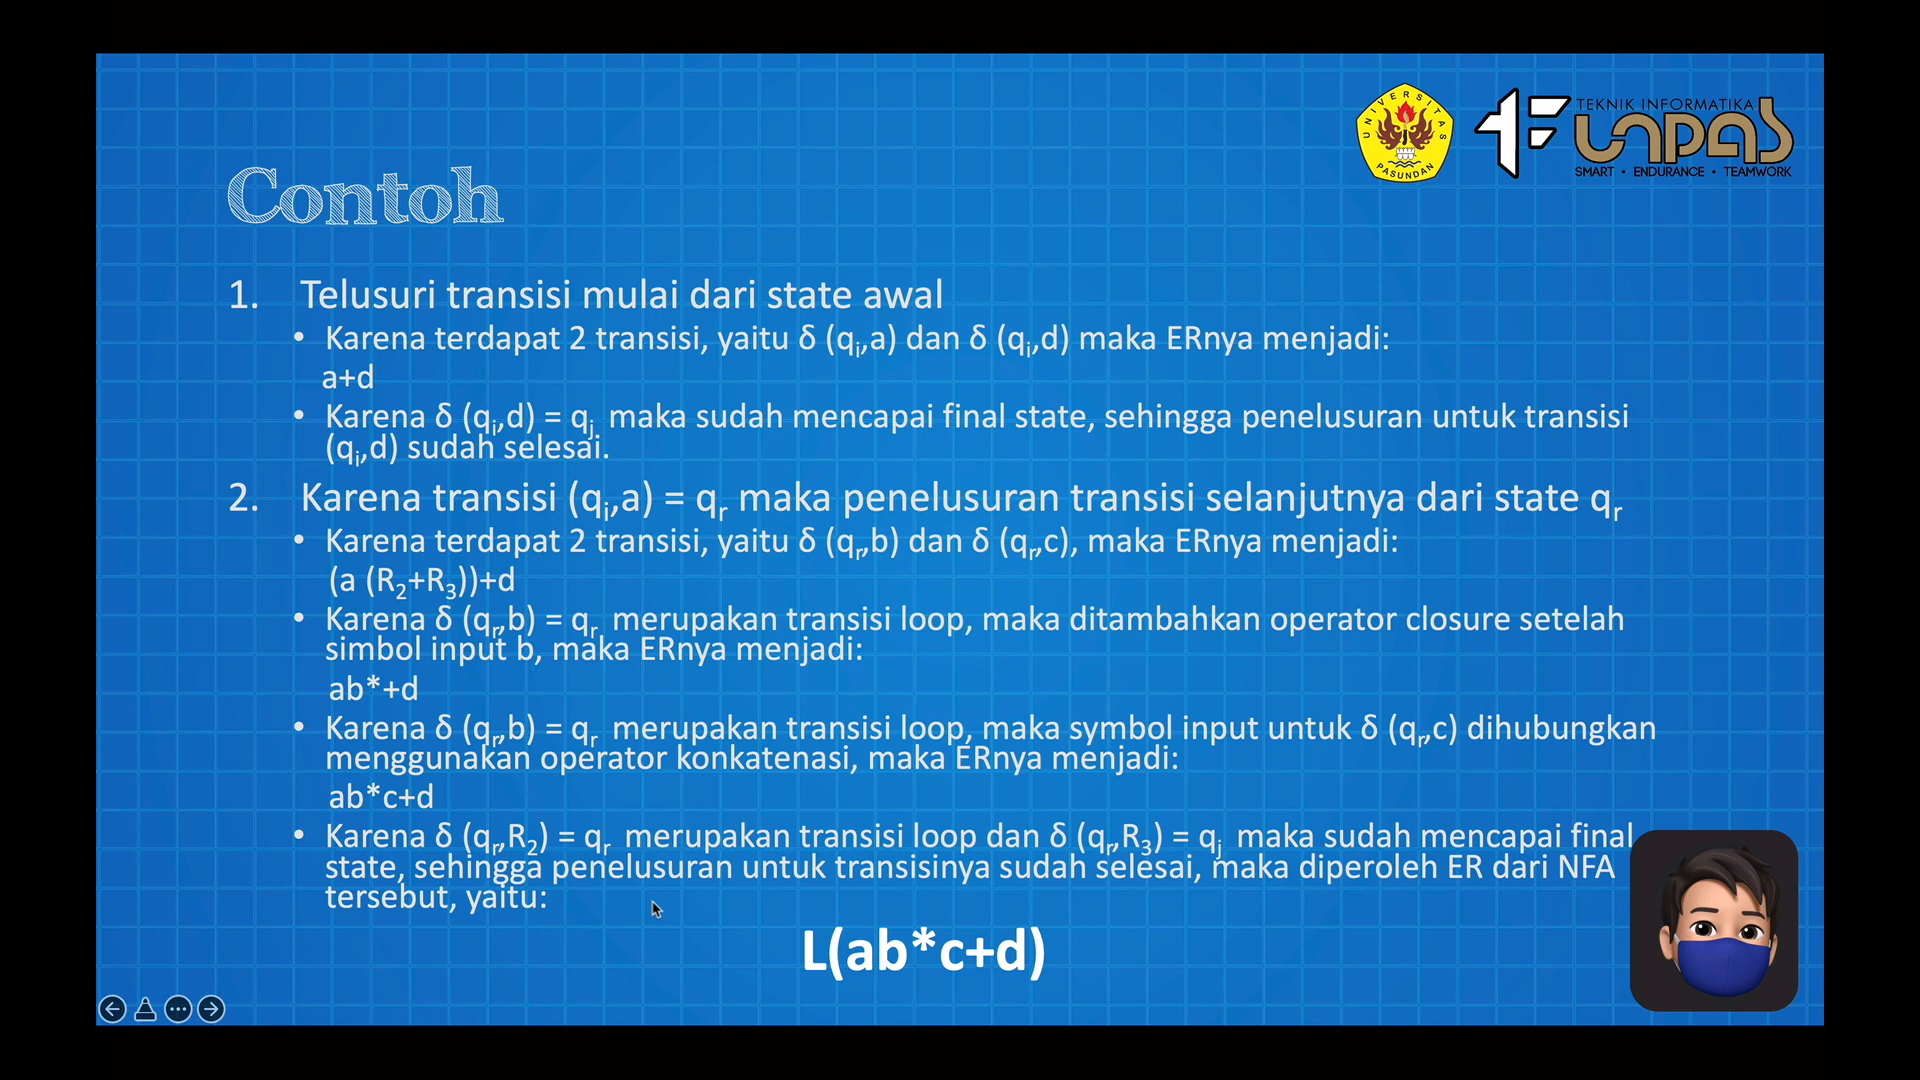 UNIVERSITAS
PASUNDAN
TEKNIK INFORMATIKA
UNPAS
SMART • ENDURANCE • TEAMWORK
Contoh
1. Telusuri transisi mulai dari state awal
• Karena terdapat 2 transisi, yaitu δ (qi,a) dan δ (qi,d) maka ERnya menjadi:
a+d
• Karena δ (qi,d) = qj maka sudah mencapai final state, sehingga penelusuran untuk transisi
(qi,d) sudah selesai.
2. Karena transisi (qi,a) = qr maka penelusuran transisi selanjutnya dari state qr
• Karena terdapat 2 transisi, yaitu δ (qr,b) dan δ (qr,c), maka ERnya menjadi:
(a (R2+R3))+d
• Karena δ (qr,b) = qr merupakan transisi loop, maka ditambahkan operator closure setelah
simbol input b, maka ERnya menjadi:
ab*+d
• Karena δ (qr,b) = qr merupakan transisi loop, maka symbol input untuk δ (qr,c) dihubungkan
menggunakan operator konkatenasi, maka ERnya menjadi:
ab*c+d
• Karena δ (qr,R2) = qr merupakan transisi loop dan δ (qr,R3) = qj maka sudah mencapai final
state, sehingga penelusuran untuk transisinya sudah selesai, maka diperoleh ER dari NFA
tersebut, yaitu:
L(ab*c+d)